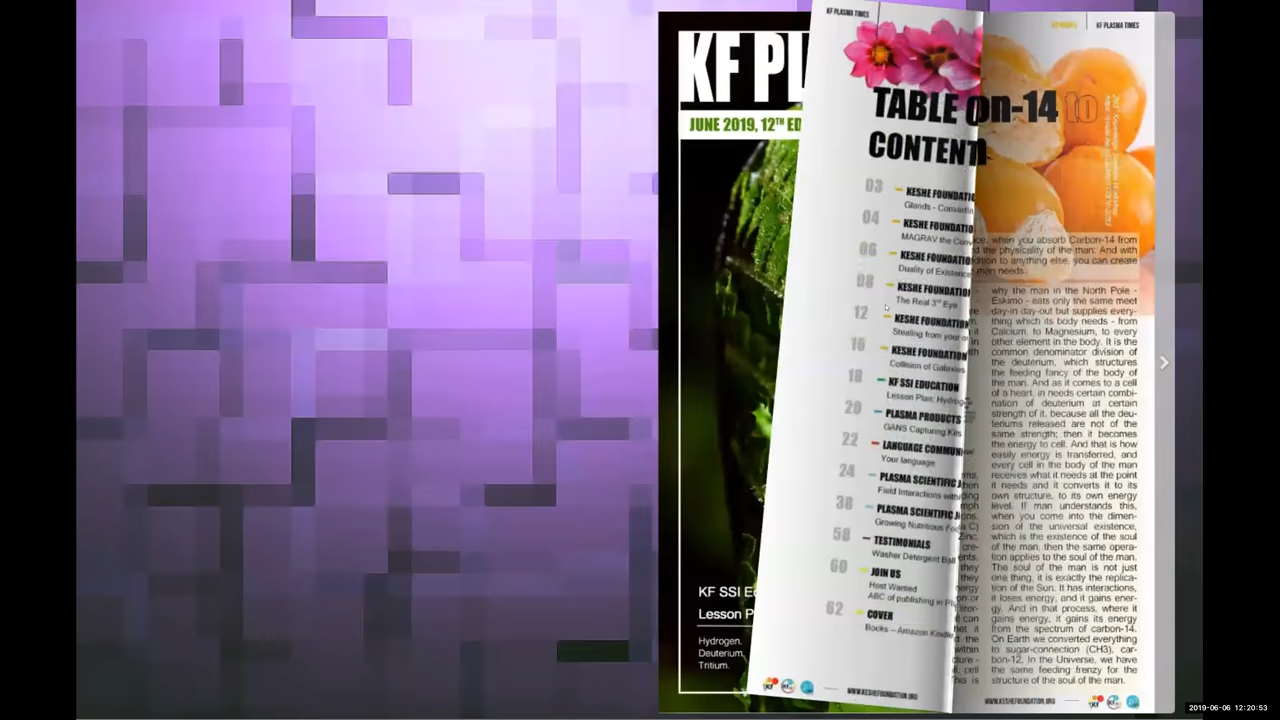 KF PL
JUNE 2019, 12TH ED
KF SSI E
Lesson P
Hydrogen,
Deuterium,
Tritium.
KF PLASMA TIMES
TABLE
CONTENT
03 KESHE FOUNDATIO
Glands - Convertin
04 KESHE FOUNDATIO
MAGRAV the Con
06 KESHE FOUNDATIO
Duality of Existence
08 KESHE FOUNDATION
The Real 3rd Eye
12 KESHE FOUNDATION
Stealing from your o
16 KESHE FOUNDATION
Collision of Galaxies
18 KF SSI EDUCATION
Lesson Plan: Hydrog
20 PLASMA PRODUCTS
GANS Capturing Kits
22 LANGUAGE COMMUN
Your language
24 PLASMA SCIENTIFIC J
Field Interactions with
38 PLASMA SCIENTIFIC J
Growing Nutritious Foo
58 TESTIMONIALS
Washer Detergent Ball
60 JOIN US
Host Wanted
ABC of publishing in Pl
62 COVER
Books – Amazon Kindle
WWW.KESHEFOUNDATION.ORG
KF PLASMA TIMES
on-14 to
ce, when you absorb Carbon-14 from
d the physicality of the man. And with
dition to anything else, you can create
man needs.
why the man in the North Pole -
Eskimo - eats only the same meet
day-in day-out but supplies every-
thing which its body needs - from
Calcium, to Magnesium, to every
other element in the body. It is the
common denominator division of
the deuterium, which structures
the feeding fancy of the body of
the man. And as it comes to a cell
of a heart, in needs certain combi-
nation of deuterium at certain
strength of it, because all the deu-
teriums released are not of the
same strength; then it becomes
the energy to cell. And that is how
easily energy is transferred, and
every cell in the body of the man
receives what it needs at the point
it needs and it converts it to its
own structure, to its own energy
level. If man understands this,
when you come into the dimen-
sion of the universal existence,
which is the existence of the soul
of the man, then the same opera-
tion applies to the soul of the man.
The soul of the man is not just
one thing, it is exactly the replica-
tion of the Sun. It has interactions,
it loses energy, and it gains ener-
gy. And in that process, where it
gains energy, it gains its energy
from the spectrum of carbon-14.
On Earth we converted everything
to sugar-connection (CH3), car-
bon-12. In the Universe, we have
the same feeding frenzy for the
structure of the soul of the man.
WWW.KESHEFOUNDATION.ORG
2019-06-06 12:20:53